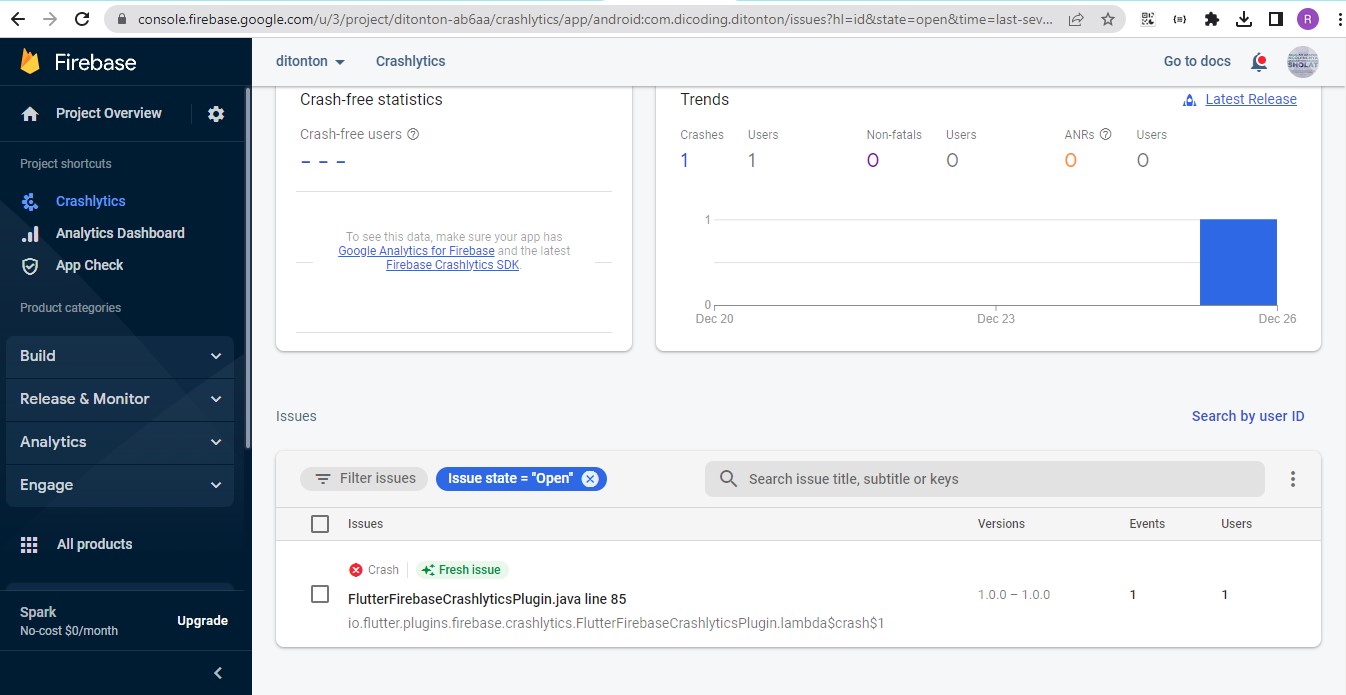 console.firebase.google.com/u/3/project/ditonton-ab6aa/crashlytics/app/android:com.dicoding.ditonton/issues?hl=id&state=open&time=last-sev...
R
Firebase
ditonton
Crashlytics
Go to docs
SHOLAT
Project Overview
Project shortcuts
Crashlytics
Analytics Dashboard
App Check
Product categories
Build
Release & Monitor
Analytics
Engage
All products
Spark
No-cost $0/month
Upgrade
Crash-free statistics
Crash-free users
– – –
To see this data, make sure your app has
Google Analytics for Firebase and the latest
Firebase Crashlytics SDK.
Trends
Latest Release
Crashes Users Non-fatals Users ANRs Users
1 1 0 0 0 0
1
0
Dec 20 Dec 23 Dec 26
Issues
Search by user ID
Filter issues
Issue state = "Open"
Search issue title, subtitle or keys
Issues Versions Events Users
Crash
Fresh issue
FlutterFirebaseCrashlyticsPlugin.java line 85
io.flutter.plugins.firebase.crashlytics.FlutterFirebaseCrashlyticsPlugin.lambda$crash$1
1.0.0 – 1.0.0
1
1